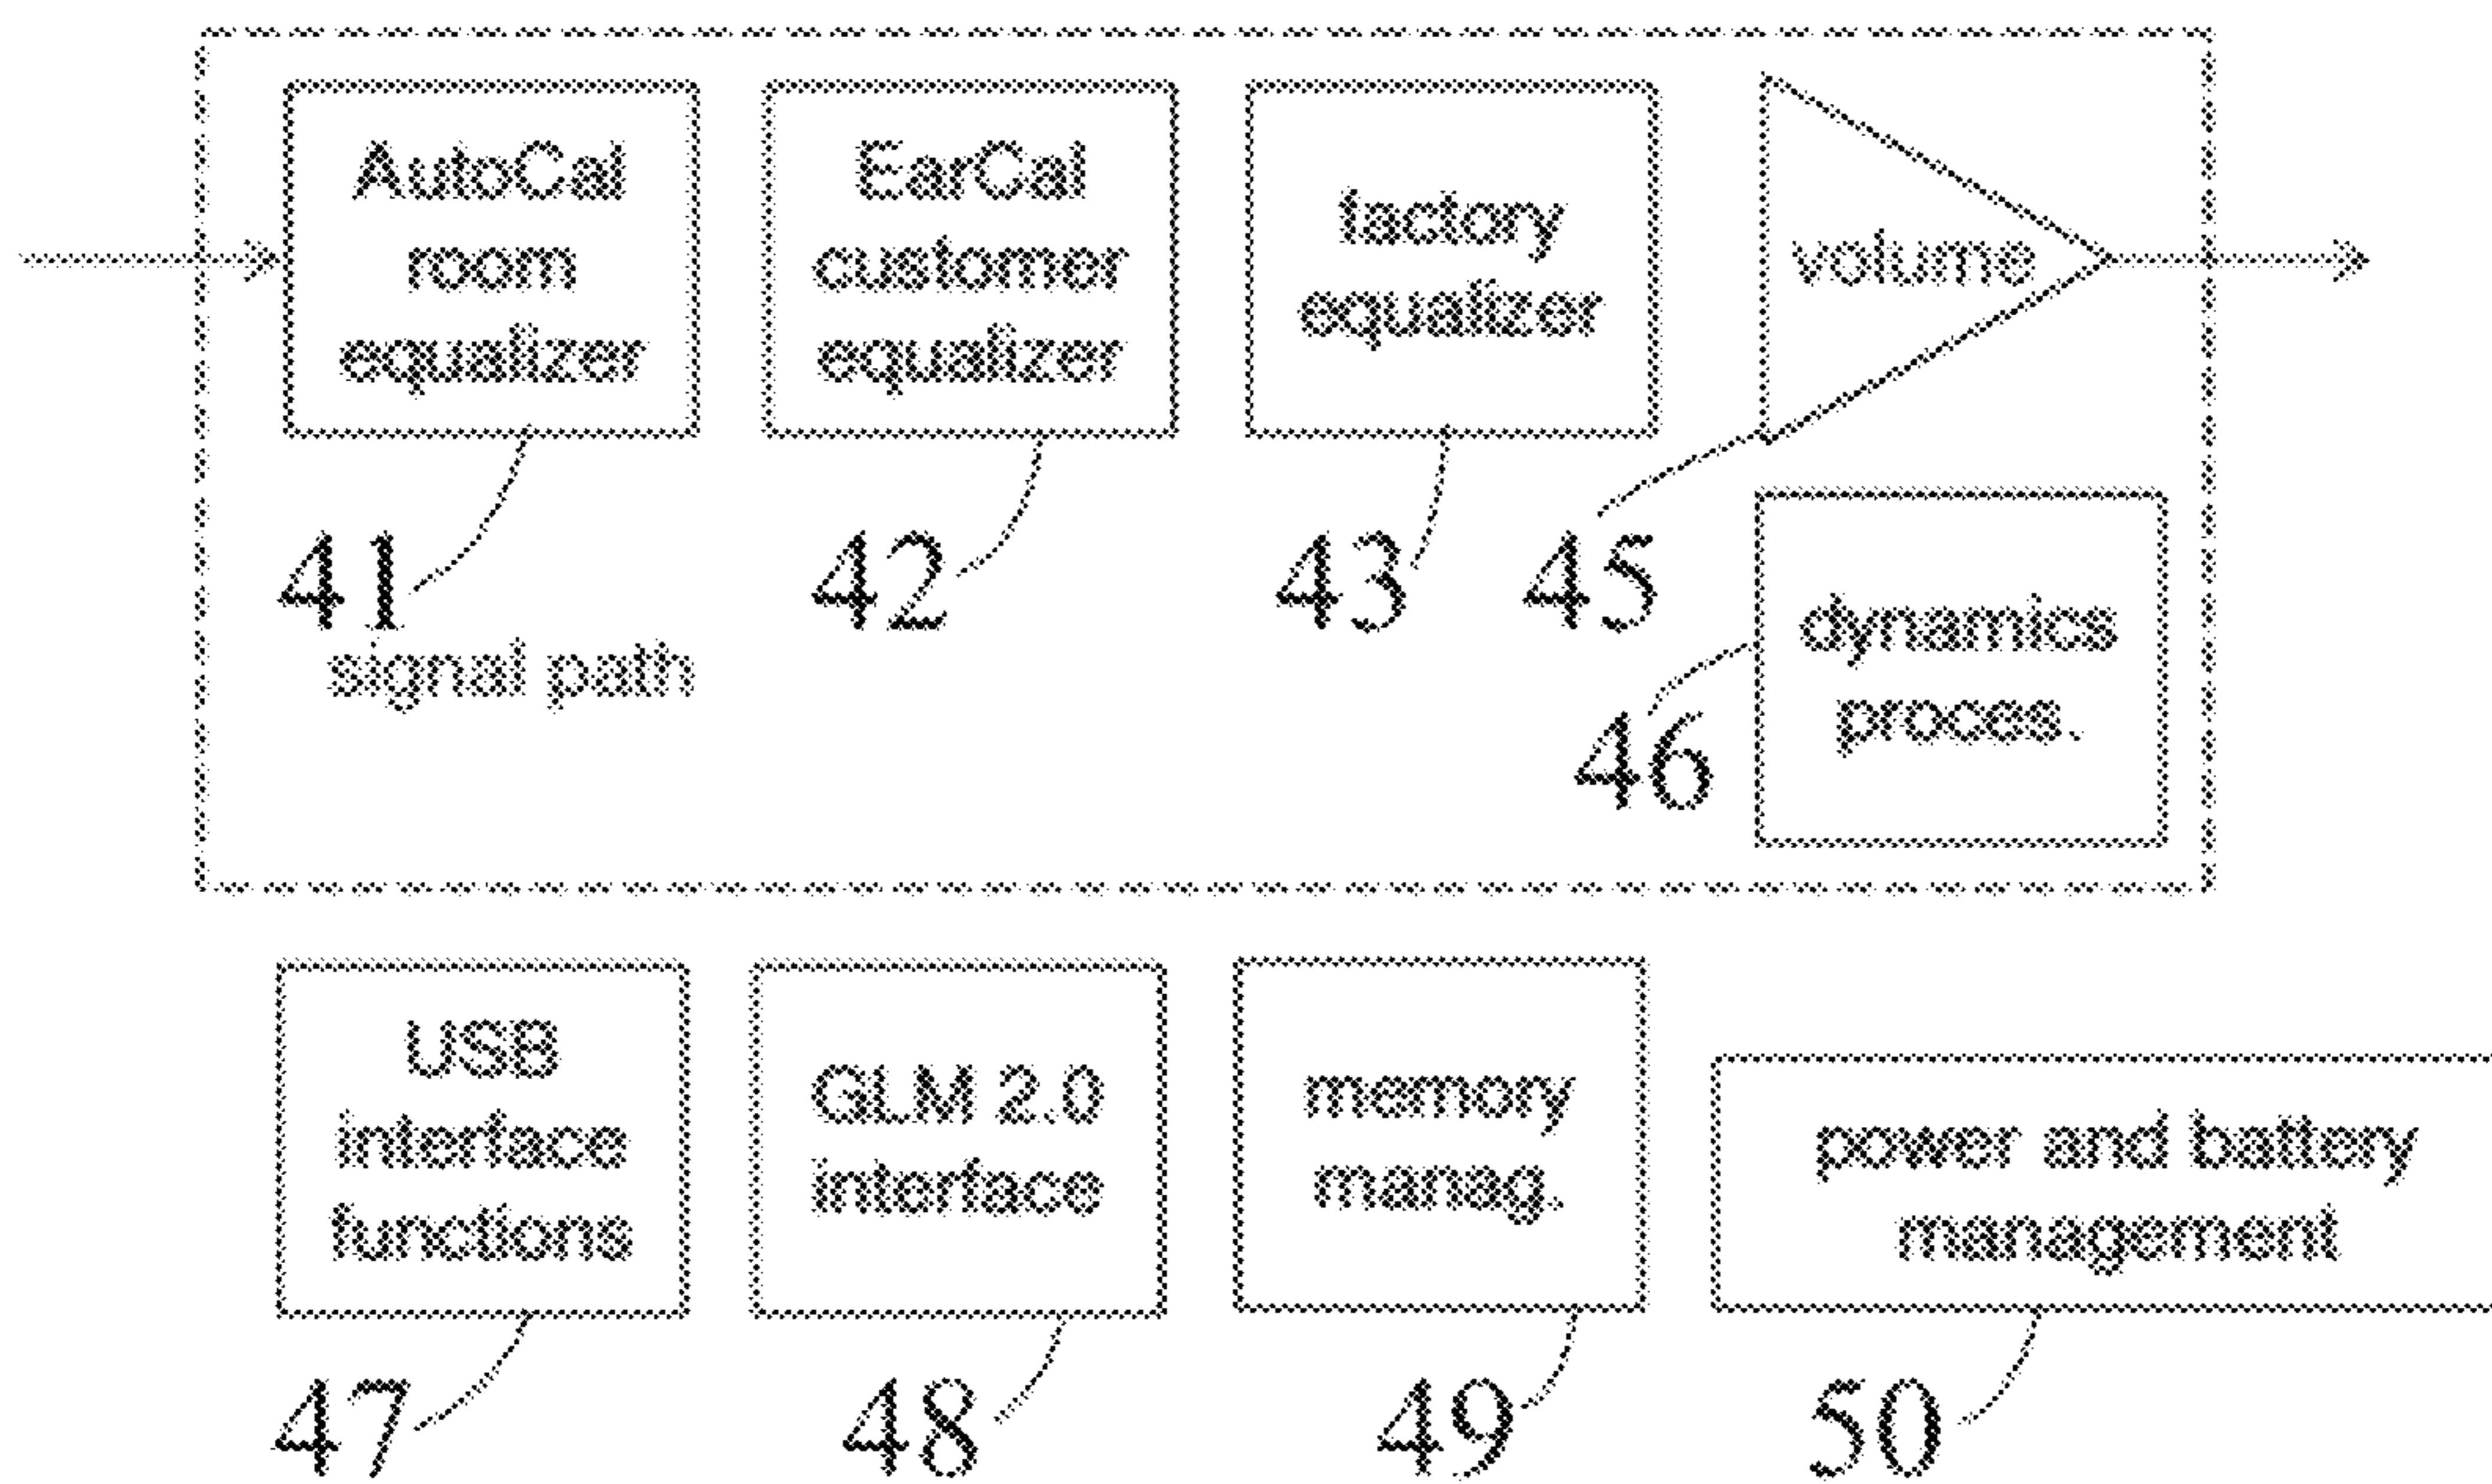 AutoCal
room
equalizer
EarCal
customer
equalizer
factory
equalizer
volume
41
42
43
45
signal path
dynamics
proces.
46
USB
interface
functions
GLM 2.0
interface
memory
manag.
power and battery
management
47
48
49
50